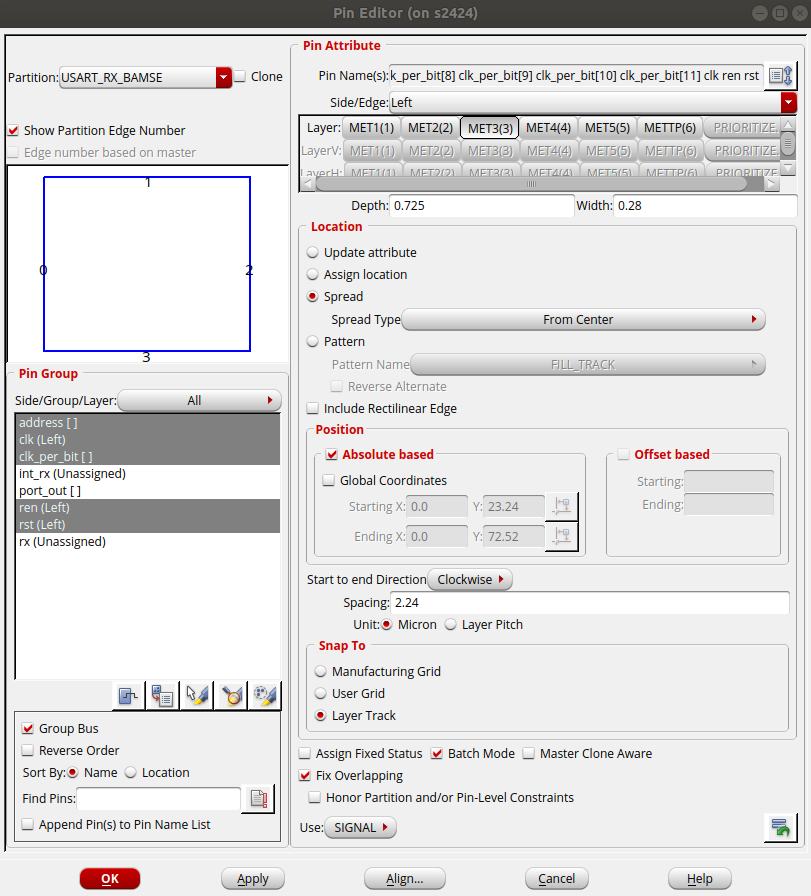 Pin Editor (on s2424)
Partition: USART_RX_BAMSE Clone
Show Partition Edge Number
Edge number based on master
1
0 2
3
Pin Group
Side/Group/Layer: All
address [ ]
clk (Left)
clk_per_bit [ ]
int_rx (Unassigned)
port_out [ ]
ren (Left)
rst (Left)
rx (Unassigned)
Group Bus
Reverse Order
Sort By: Name Location
Find Pins:
Append Pin(s) to Pin Name List
Pin Attribute
Pin Name(s): k_per_bit[8] clk_per_bit[9] clk_per_bit[10] clk_per_bit[11] clk ren rst
Side/Edge: Left
Layer: MET1(1) MET2(2) MET3(3) MET4(4) MET5(5) METTP(6) PRIORITIZE
LayerV: MET1(1) MET2(2) MET3(3) MET4(4) MET5(5) METTP(6) PRIORITIZE
LayerH: MET1(1) MET2(2) MET3(3) MET4(4) MET5(5) METTP(6) PRIORITIZE
Depth: 0.725 Width: 0.28
Location
Update attribute
Assign location
Spread
Spread Type From Center
Pattern
Pattern Name FILL_TRACK
Reverse Alternate
Include Rectilinear Edge
Position
Absolute based
Global Coordinates
Starting X: 0.0 Y: 23.24
Ending X: 0.0 Y: 72.52
Offset based
Starting:
Ending:
Start to end Direction Clockwise
Spacing: 2.24
Unit: Micron Layer Pitch
Snap To
Manufacturing Grid
User Grid
Layer Track
Assign Fixed Status Batch Mode Master Clone Aware
Fix Overlapping
Honor Partition and/or Pin-Level Constraints
Use: SIGNAL
OK Apply Align... Cancel Help